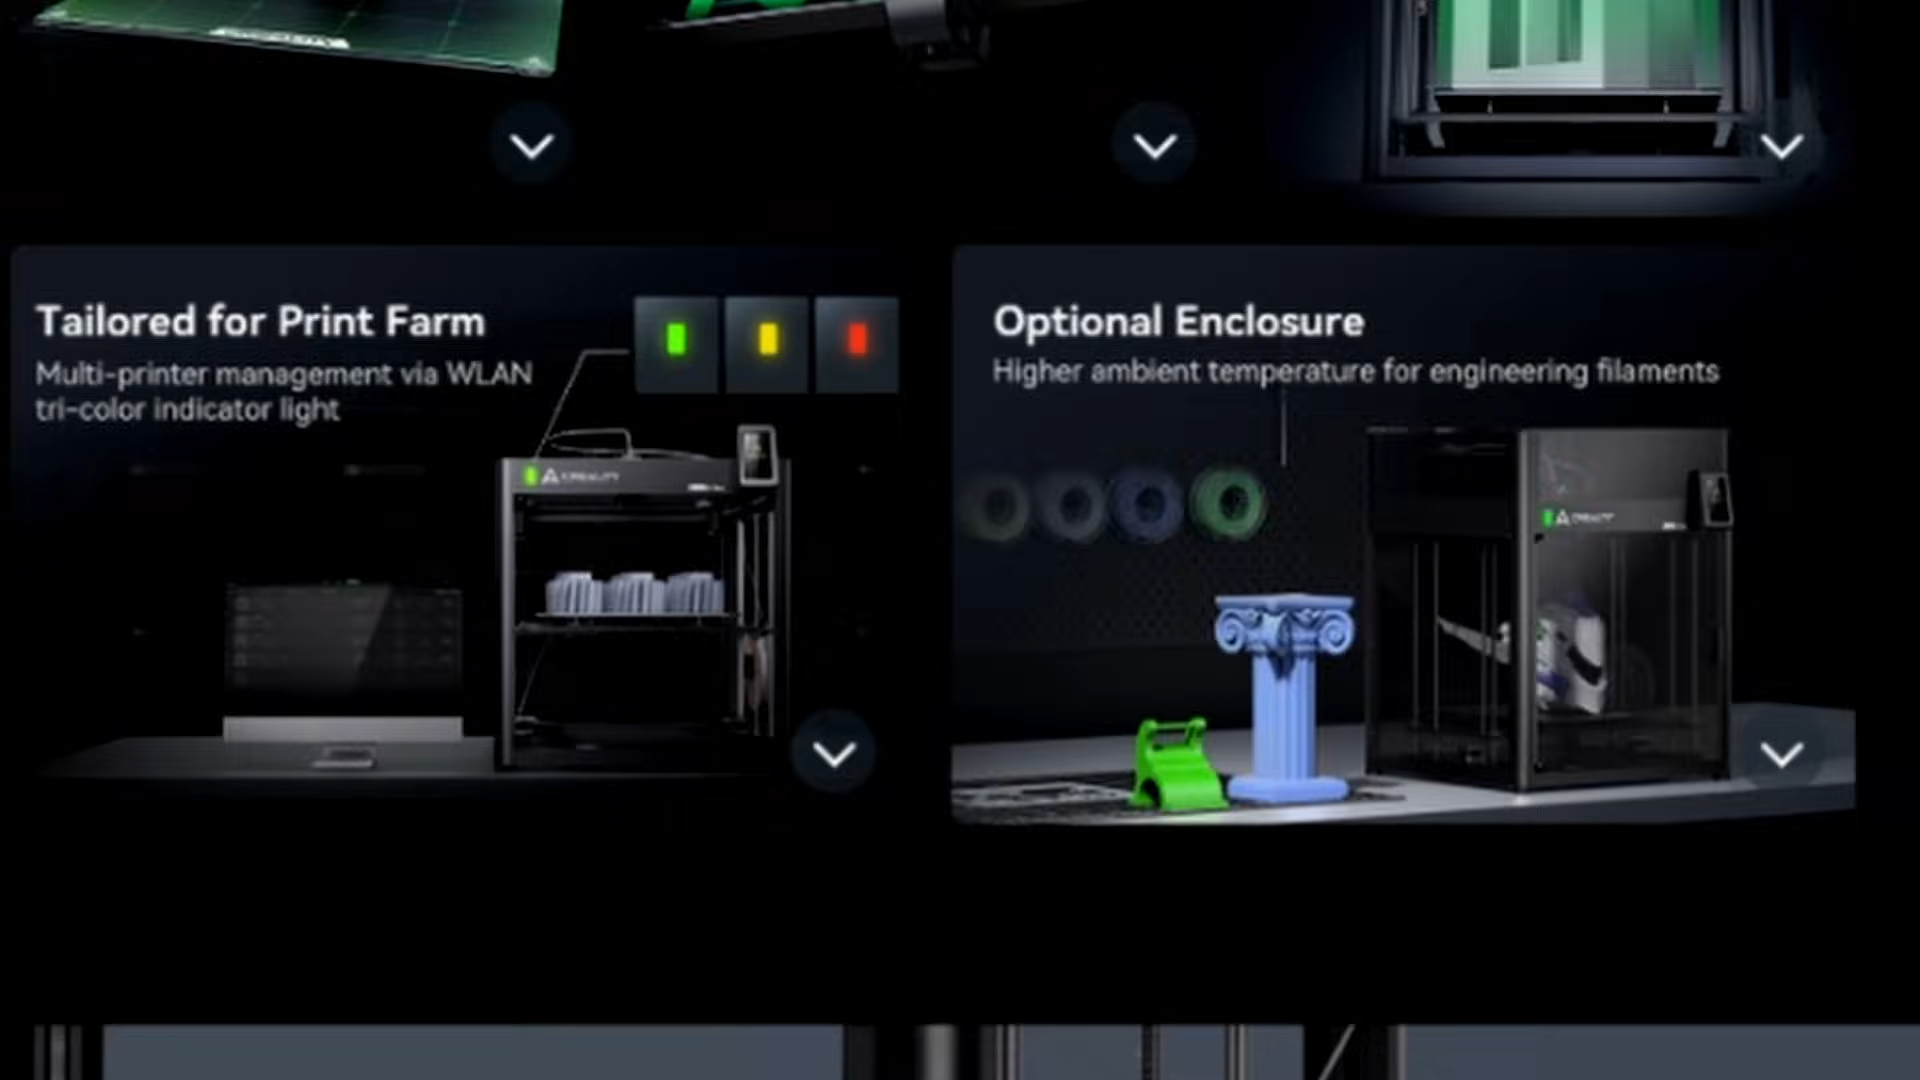 Tailored for Print Farm
Multi-printer management via WLAN
tri-color indicator light
Optional Enclosure
Higher ambient temperature for engineering filaments
CREALITY